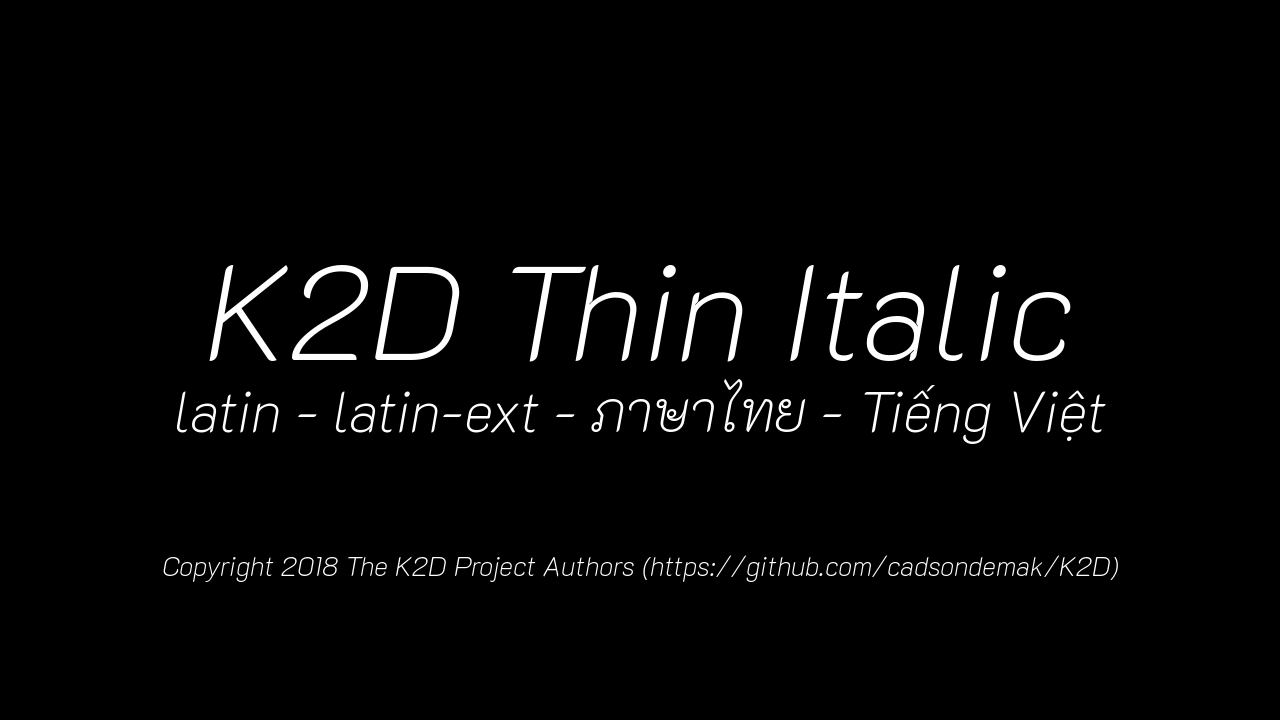 K2D Thin Italic
latin - latin-ext - ภาษาไทย - Tiếng Việt
Copyright 2018 The K2D Project Authors (https://github.com/cadsondemak/K2D)